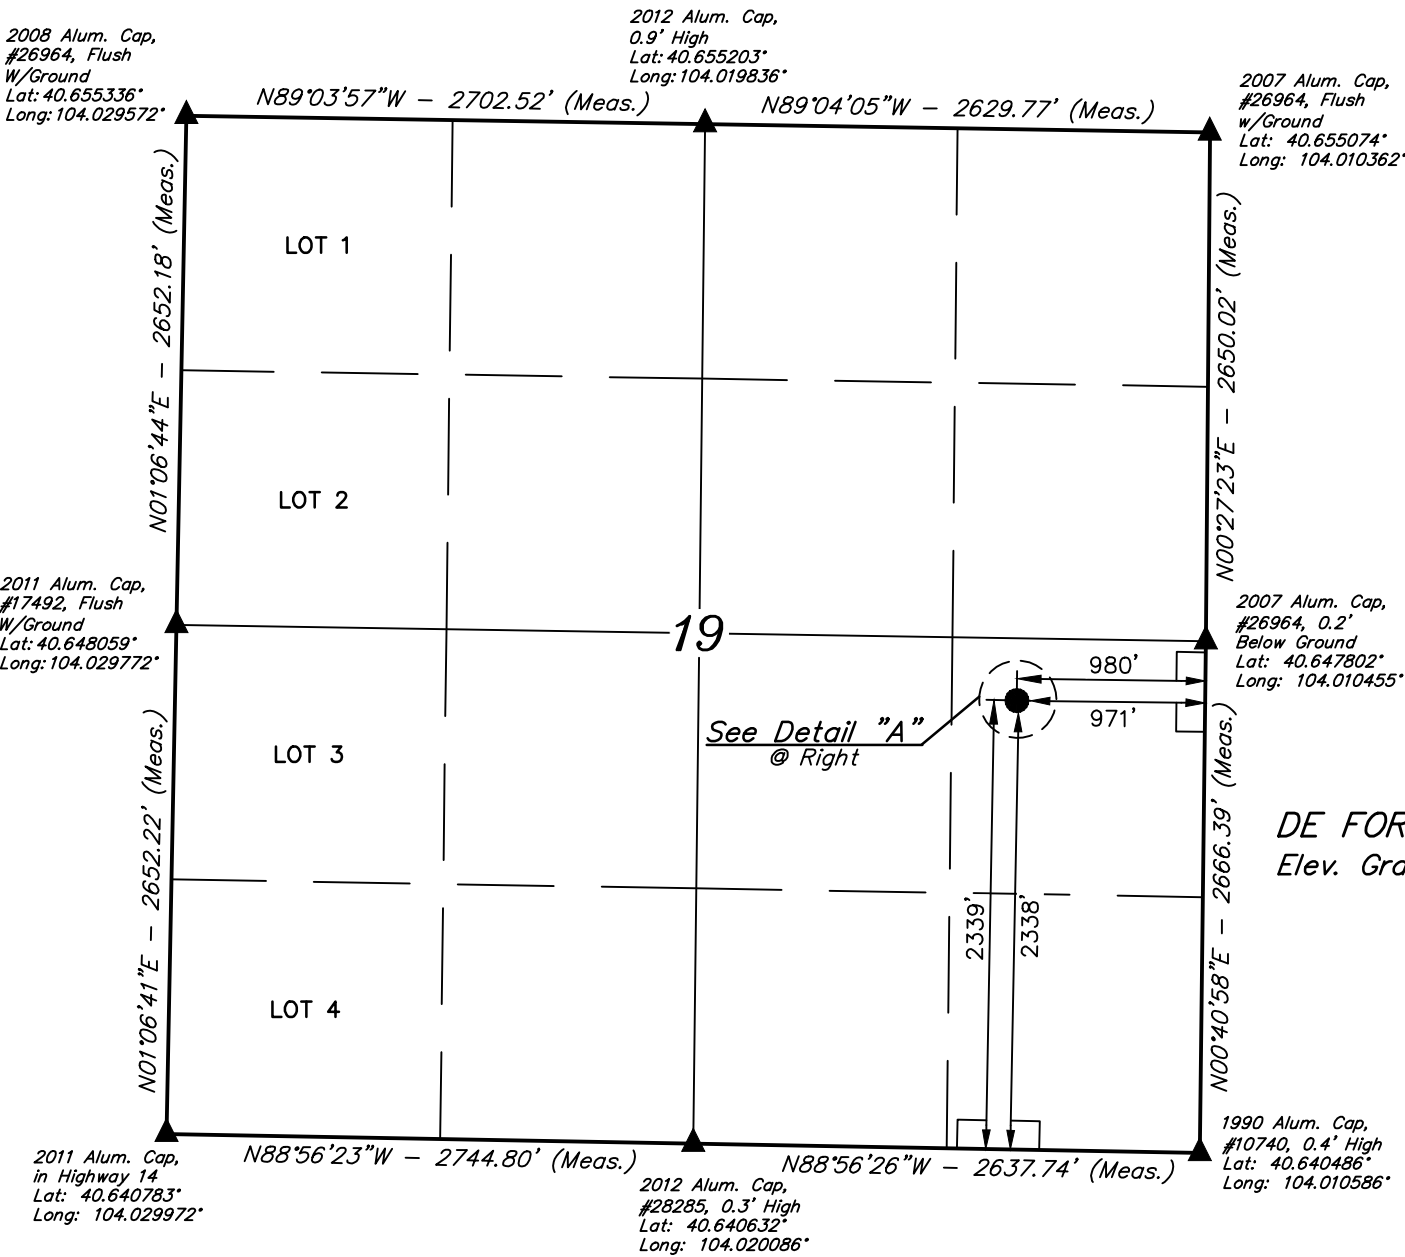 2012 Alum. Cap,
0.9' High
Lat: 40.655203°
Long: 104.019836°
2008 Alum. Cap,
#26964, Flush
W/Ground
Lat: 40.655336°
Long: 104.029572°
2007 Alum. Cap,
#26964, Flush
w/Ground
Lat: 40.655074°
Long: 104.010362°
N89°03'57"W - 2702.52' (Meas.)
N89°04'05"W - 2629.77' (Meas.)
N01°06'44"E - 2652.18' (Meas.)
LOT 1
N00°27'23"E - 2650.02' (Meas.)
LOT 2
2011 Alum. Cap,
#17492, Flush
W/Ground
Lat: 40.648059°
Long: 104.029772°
19
2007 Alum. Cap,
#26964, 0.2'
Below Ground
Lat: 40.647802°
Long: 104.010455°
980'
971'
See Detail "A"
@ Right
LOT 3
N01°06'41"E - 2652.22' (Meas.)
N00°40'58"E - 2666.39' (Meas.)
DE FOR
Elev. Gra
2339'
2338'
LOT 4
2011 Alum. Cap,
in Highway 14
Lat: 40.640783°
Long: 104.029972°
N88°56'23"W - 2744.80' (Meas.)
N88°56'26"W - 2637.74' (Meas.)
2012 Alum. Cap,
#28285, 0.3' High
Lat: 40.640632°
Long: 104.020086°
1990 Alum. Cap,
#10740, 0.4' High
Lat: 40.640486°
Long: 104.010586°